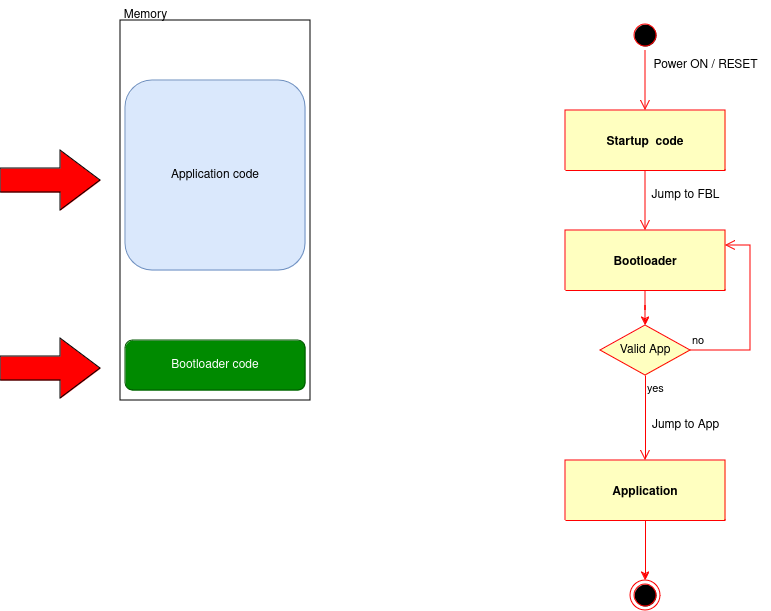 Memory
Application code
Bootloader code
Power ON / RESET
Startup code
Jump to FBL
Bootloader
Valid App
no
yes
Jump to App
Application